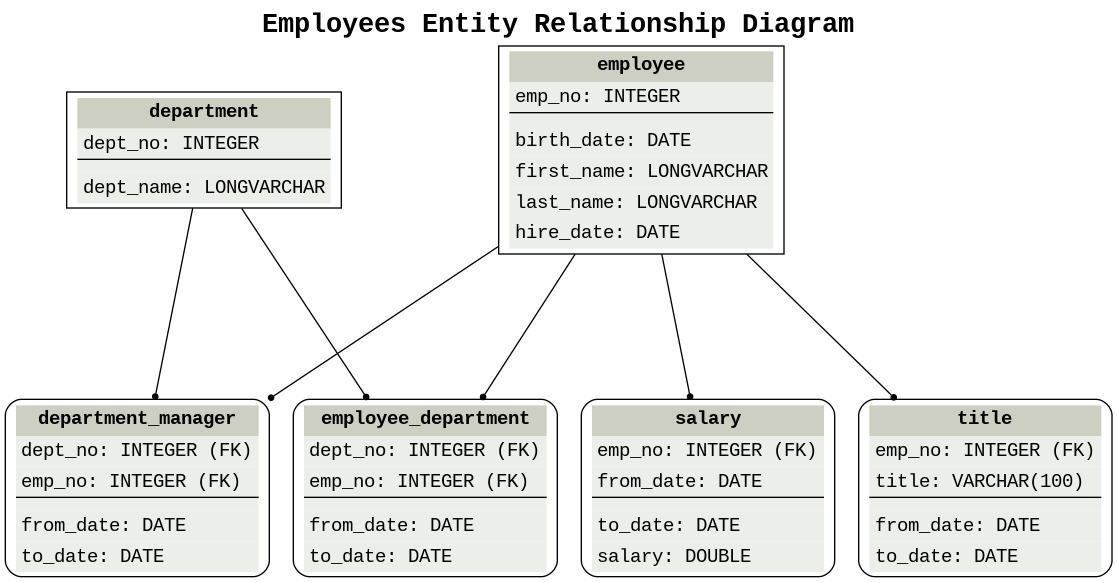 Employees Entity Relationship Diagram
employee
emp_no: INTEGER
birth_date: DATE
first_name: LONGVARCHAR
last_name: LONGVARCHAR
hire_date: DATE
department
dept_no: INTEGER
dept_name: LONGVARCHAR
department_manager
dept_no: INTEGER (FK)
emp_no: INTEGER (FK)
from_date: DATE
to_date: DATE
employee_department
dept_no: INTEGER (FK)
emp_no: INTEGER (FK)
from_date: DATE
to_date: DATE
salary
emp_no: INTEGER (FK)
from_date: DATE
to_date: DATE
salary: DOUBLE
title
emp_no: INTEGER (FK)
title: VARCHAR(100)
from_date: DATE
to_date: DATE